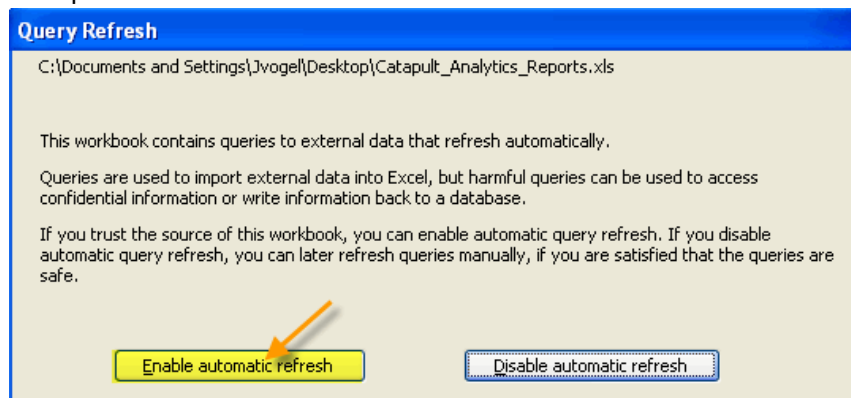 Query Refresh
C:\Documents and Settings\Jvogel\Desktop\Catapult_Analytics_Reports.xls
This workbook contains queries to external data that refresh automatically.
Queries are used to import external data into Excel, but harmful queries can be used to access
confidential information or write information back to a database.
If you trust the source of this workbook, you can enable automatic query refresh. If you disable
automatic query refresh, you can later refresh queries manually, if you are satisfied that the queries are
safe.
Enable automatic refresh
Disable automatic refresh